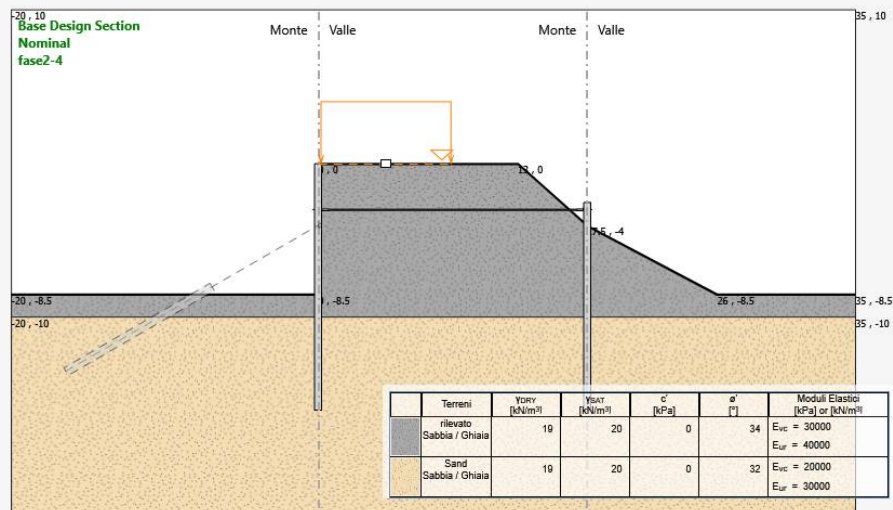 -20, 10
35, 10
Base Design Section
Nominal
fase2-4
Monte Valle
Monte Valle
0, 0
13, 0
-4
-20, -8.5
-8.5
26, -8.5
35, -8.5
-20, -10
35, -10
Terreni γDRY [kN/m³] γSAT [kN/m³] c' [kPa] ø' [°] Moduli Elastici [kPa] or [kN/m³]
rilevato
Sabbia / Ghiaia 19 20 0 34 Evc = 30000
Eur = 40000
Sand
Sabbia / Ghiaia 19 20 0 32 Evc = 20000
Eur = 30000